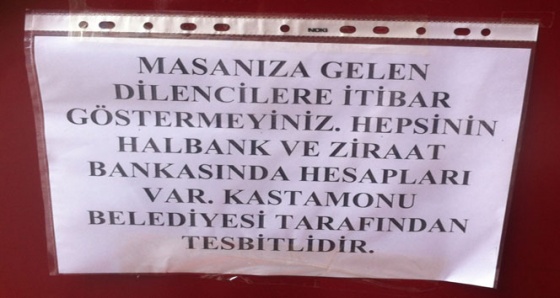 MASANIZA GELEN
DİLENCİLERE İTİBAR
GÖSTERMEYİNİZ. HEPSİNİN
HALBANK VE ZİRAAT
BANKASINDA HESAPLARI
VAR. KASTAMONU
BELEDİYESİ TARAFINDAN
TESBİTLİDİR.